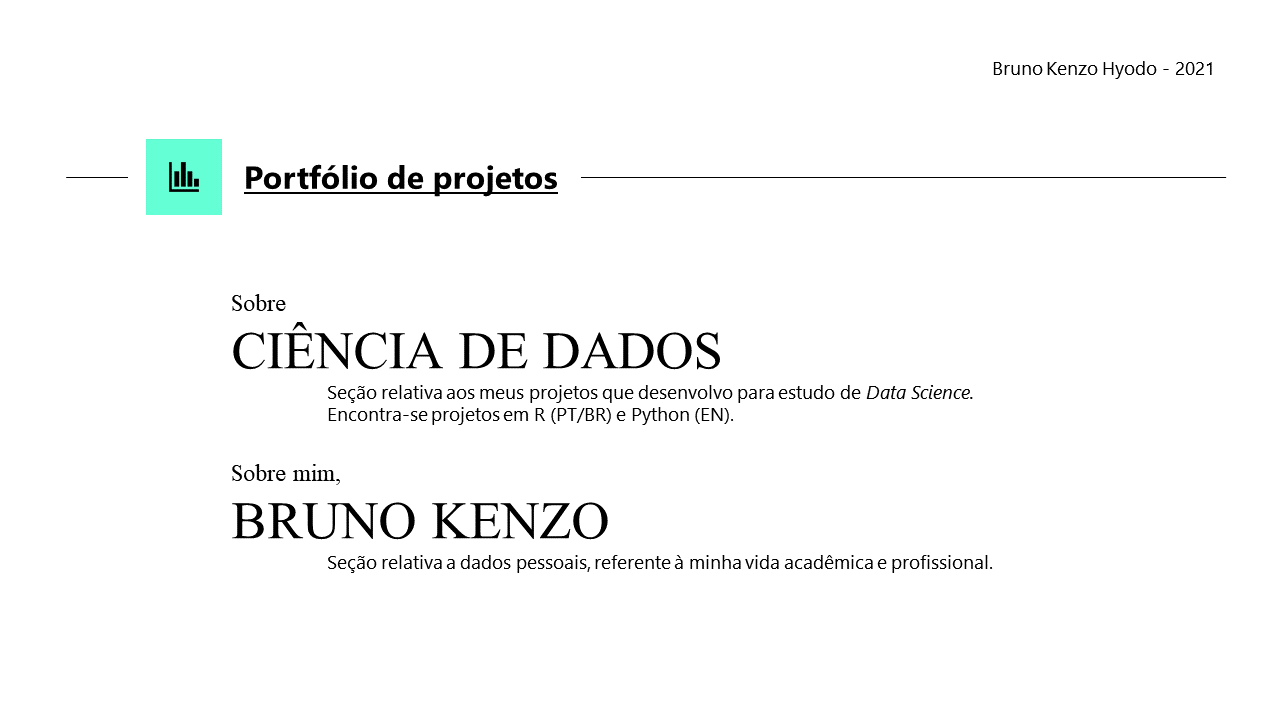 Bruno Kenzo Hyodo - 2021
Portfólio de projetos
Sobre
CIÊNCIA DE DADOS
Seção relativa aos meus projetos que desenvolvo para estudo de Data Science.
Encontra-se projetos em R (PT/BR) e Python (EN).
Sobre mim,
BRUNO KENZO
Seção relativa a dados pessoais, referente à minha vida acadêmica e profissional.